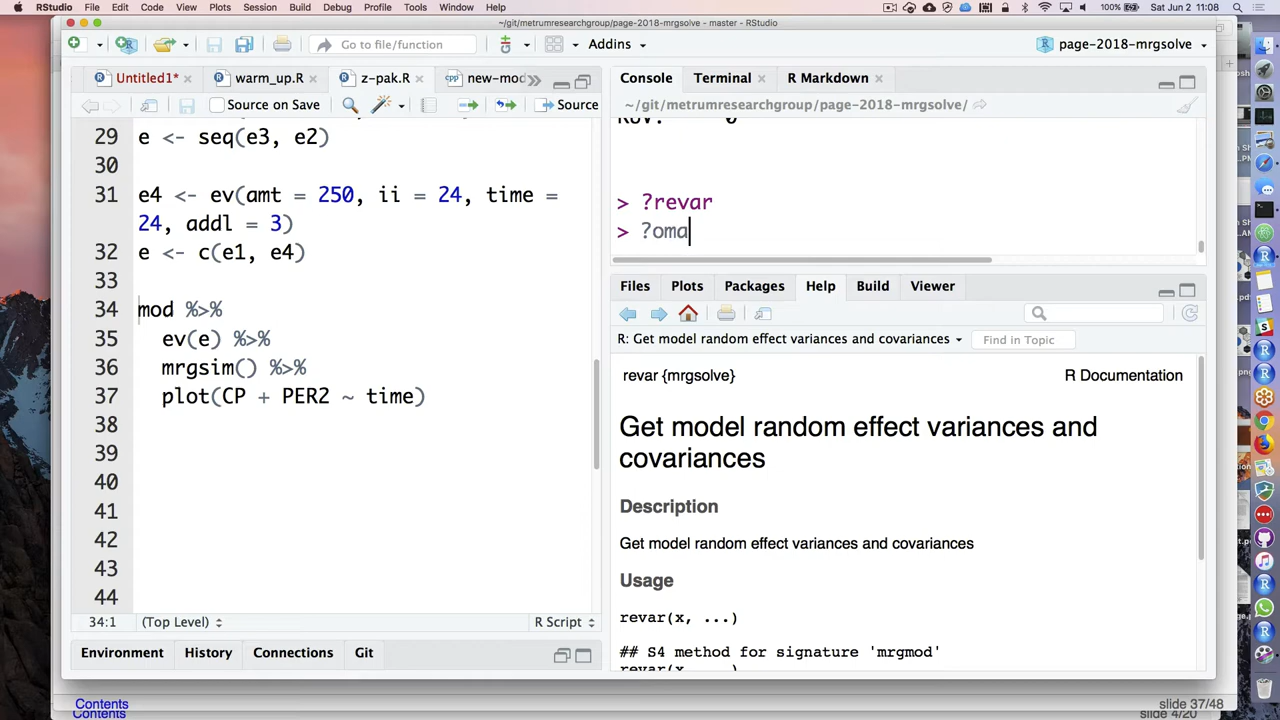 RStudio File Edit Code View Plots Session Build Debug Profile Tools Window Help 100% Sat Jun 2 11:08
~/git/metrumresearchgroup/page-2018-mrgsolve - master - RStudio
Go to file/function Addins page-2018-mrgsolve
Untitled1* warm_up.R z-pak.R new-mod
Source on Save Source
29 e <- seq(e3, e2)
30
31 e4 <- ev(amt = 250, ii = 24, time =
24, addl = 3)
32 e <- c(e1, e4)
33
34 mod %>%
35 ev(e) %>%
36 mrgsim() %>%
37 plot(CP + PER2 ~ time)
38
39
40
41
42
43
44
34:1 (Top Level) R Script
Environment History Connections Git
Console Terminal R Markdown
~/git/metrumresearchgroup/page-2018-mrgsolve/
> ?revar
> ?oma
Files Plots Packages Help Build Viewer
R: Get model random effect variances and covariances Find in Topic
revar {mrgsolve} R Documentation
Get model random effect variances and
covariances
Description
Get model random effect variances and covariances
Usage
revar(x, ...)
## S4 method for signature 'mrgmod'
revar(x, ...)
Contents slide 37/48
Contents slide 4/20